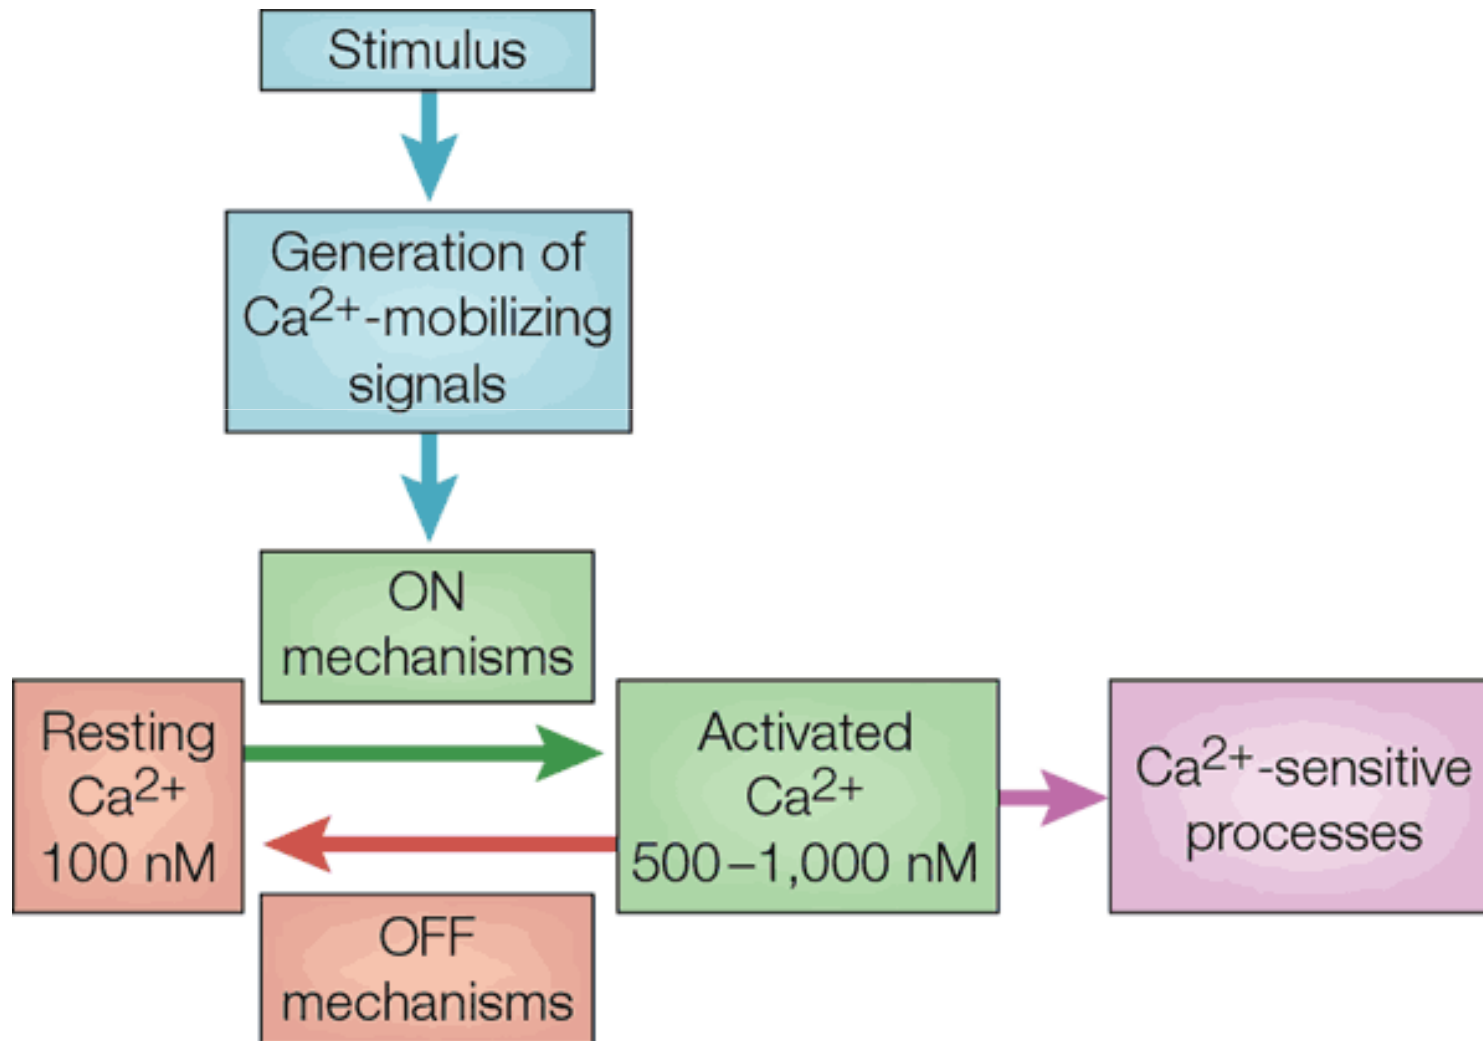 Stimulus
Generation of
Ca²⁺-mobilizing
signals
ON
mechanisms
Resting
Ca²⁺
100 nM
Activated
Ca²⁺
500–1,000 nM
Ca²⁺-sensitive
processes
OFF
mechanisms